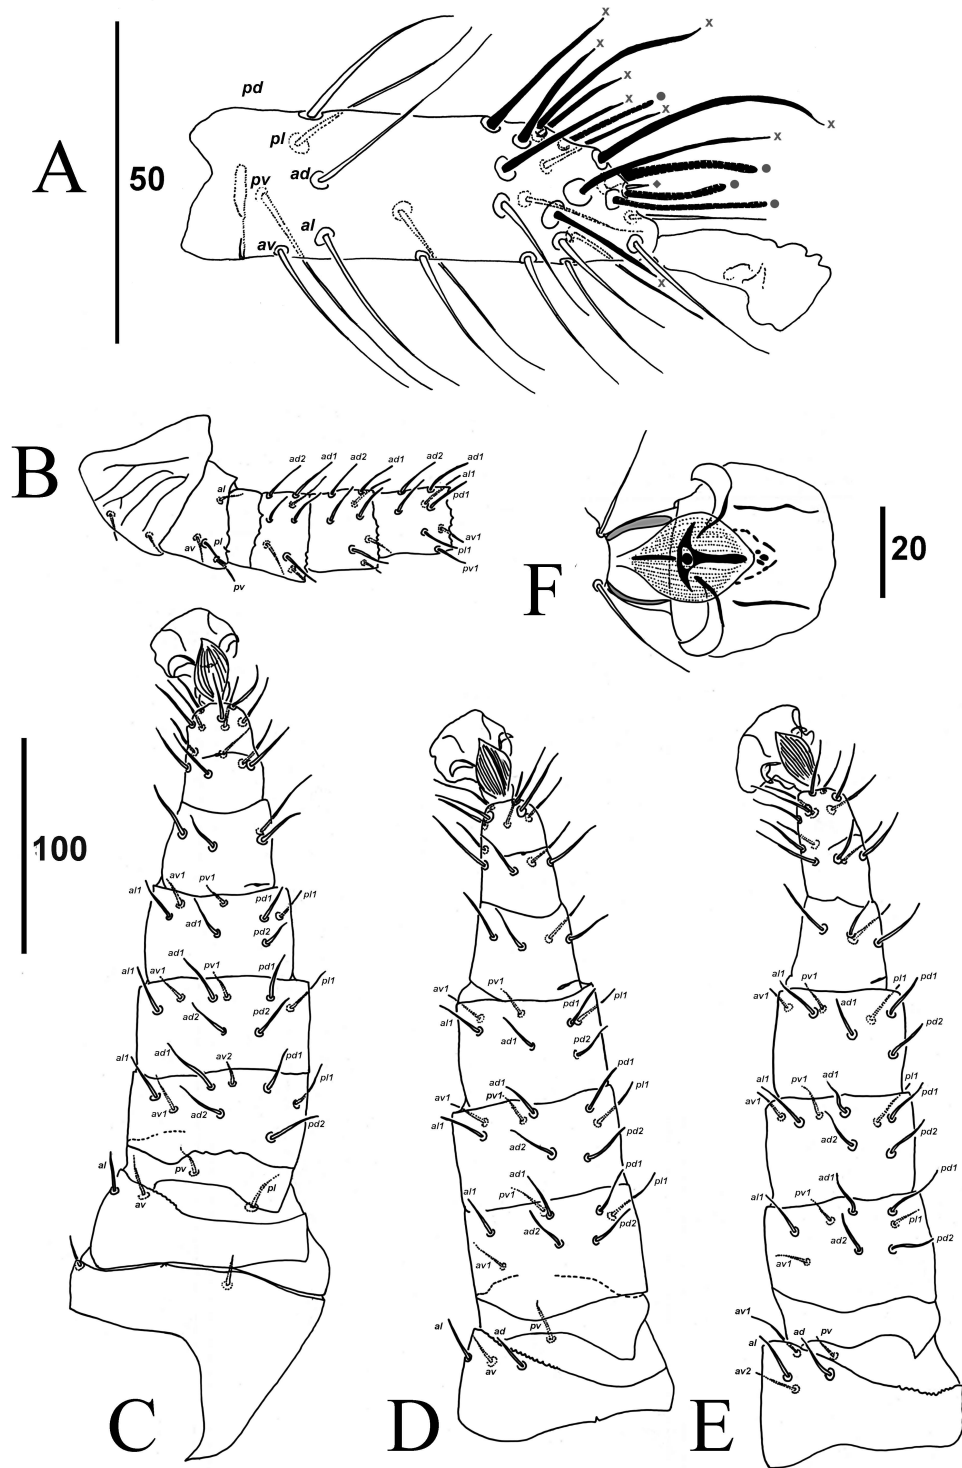 A
50
pd
pl
ad
pv
al
av
x
x
x
x
x
x
x
x
x
B
ad2 ad1 ad2 ad1 ad2 ad1
al1
al
pd1
av pl
av1
pl1
pv
pv1
F
20
100
av1 pv1
al1 pd1 pl1
ad1
pd2
ad1
al1 av1 pv1 pd1
pl1
ad2 pd2
ad1 av2 pd1
al1
pl1
av1 ad2
pd2
pv
al
av pl
C
av1 pv1
pd1 pl1
al1 ad1
pd2
ad1
pd1
av1 pv1
pl1
al1
ad2 pd2
pd1
ad1
al1 pv1 pl1
ad2 pd2
av1
pv
al ad
av
D
al1 pv1 pl1 pd1
av1
ad1
pd2
al1 pv1 ad1 pl1
av1 pd1
ad2 pd2
ad1 pd1
al1 pv1
pl1
ad2
pd2
av1
av1
al ad pv
av2
E